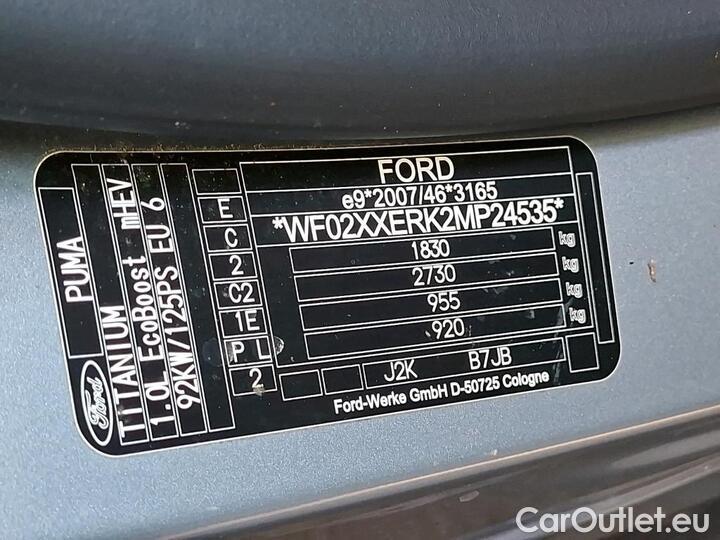 FORD
e9*2007/46*3165
*WF02XXERK2MP24535*
1830 kg
2730 kg
955 kg
920 kg
E
C
2
C2
1E
P L
2
J2K B7JB
Ford-Werke GmbH D-50725 Cologne
PUMA
TITANIUM
1.0L EcoBoost mHEV
92KW/125PS EU 6
Ford
CarOutlet.eu